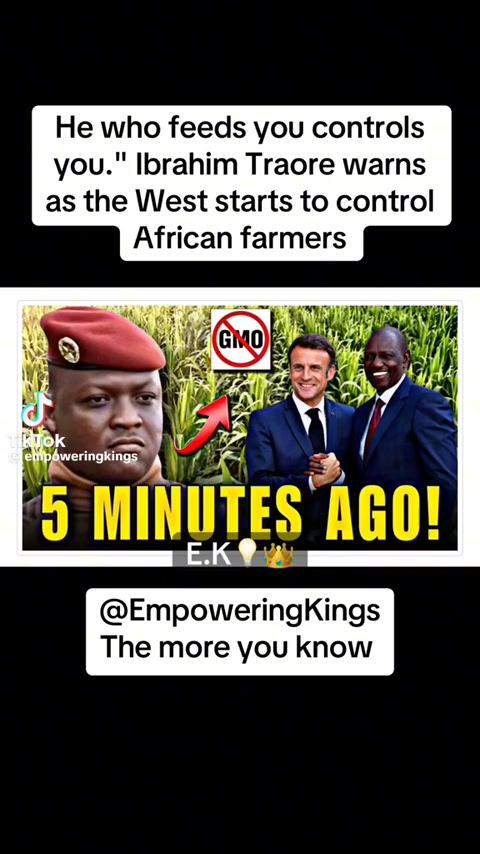 He who feeds you controls
you." Ibrahim Traore warns
as the West starts to control
African farmers
GMO
TikTok
@empoweringkings
5 MINUTES AGO!
E.K💡👑
@EmpoweringKings
The more you know